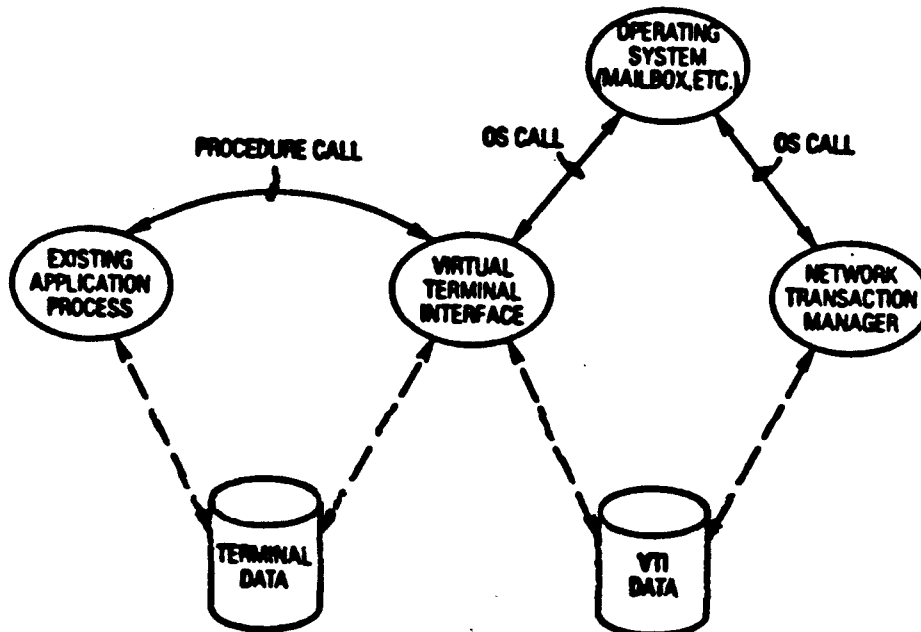 OPERATING
SYSTEM
(MAILBOX,ETC.)
PROCEDURE CALL
OS CALL
OS CALL
EXISTING
APPLICATION
PROCESS
VIRTUAL
TERMINAL
INTERFACE
NETWORK
TRANSACTION
MANAGER
TERMINAL
DATA
VTI
DATA